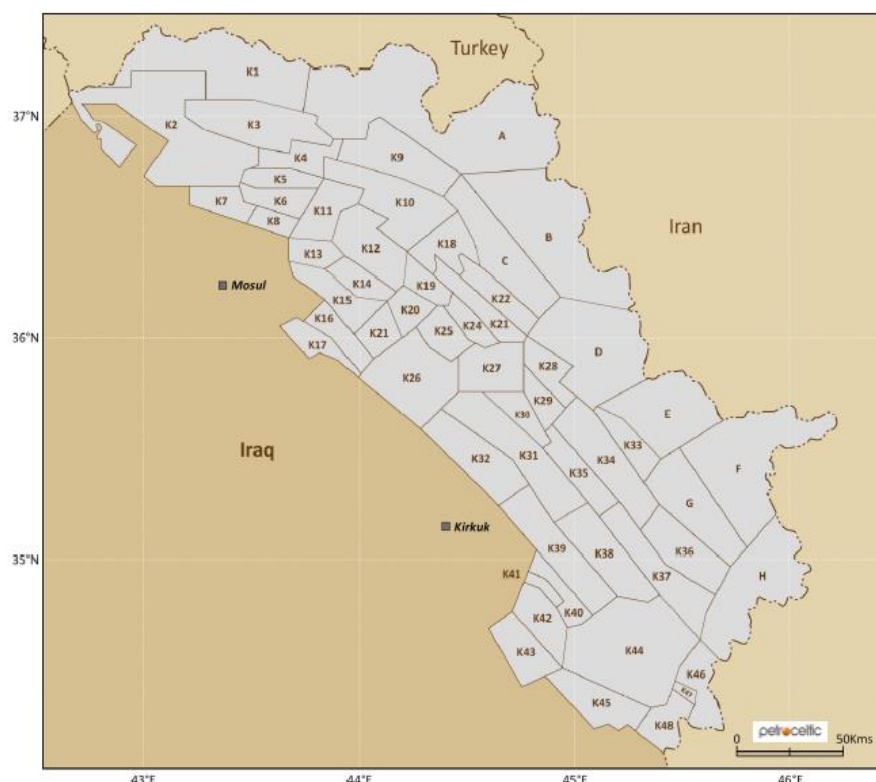 Turkey
K1
37°N
K2
K3
A
K4
K9
K5
K7
K6
K10
K11
K8
B
Iran
K12
K18
K13
C
Mosul
K14
K19
K15
K22
K20
K16
K21
K25
K24
K21
36°N
K17
D
K27
K28
K26
K29
E
K30
K33
Iraq
K31
K32
K34
F
K35
G
Kirkuk
K39
K38
K36
35°N
K41
K37
H
K40
K42
K43
K44
K46
K47
K45
K48
petroceltic
0 50Kms
43°E 44°E 45°E 46°E